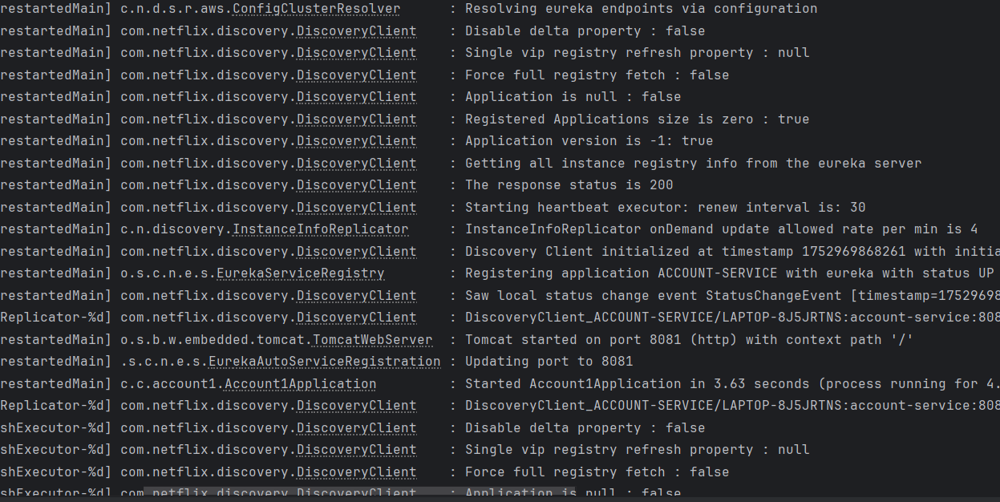 restartedMain] c.n.d.s.r.aws.ConfigClusterResolver : Resolving eureka endpoints via configuration
restartedMain] com.netflix.discovery.DiscoveryClient : Disable delta property : false
restartedMain] com.netflix.discovery.DiscoveryClient : Single vip registry refresh property : null
restartedMain] com.netflix.discovery.DiscoveryClient : Force full registry fetch : false
restartedMain] com.netflix.discovery.DiscoveryClient : Application is null : false
restartedMain] com.netflix.discovery.DiscoveryClient : Registered Applications size is zero : true
restartedMain] com.netflix.discovery.DiscoveryClient : Application version is -1: true
restartedMain] com.netflix.discovery.DiscoveryClient : Getting all instance registry info from the eureka server
restartedMain] com.netflix.discovery.DiscoveryClient : The response status is 200
restartedMain] com.netflix.discovery.DiscoveryClient : Starting heartbeat executor: renew interval is: 30
restartedMain] c.n.discovery.InstanceInfoReplicator : InstanceInfoReplicator onDemand update allowed rate per min is 4
restartedMain] com.netflix.discovery.DiscoveryClient : Discovery Client initialized at timestamp 1752969868261 with initia
restartedMain] o.s.c.n.e.s.EurekaServiceRegistry : Registering application ACCOUNT-SERVICE with eureka with status UP
restartedMain] com.netflix.discovery.DiscoveryClient : Saw local status change event StatusChangeEvent [timestamp=17529698
Replicator-%d] com.netflix.discovery.DiscoveryClient : DiscoveryClient_ACCOUNT-SERVICE/LAPTOP-8J5JRTNS:account-service:808
restartedMain] o.s.b.w.embedded.tomcat.TomcatWebServer : Tomcat started on port 8081 (http) with context path '/'
restartedMain] .s.c.n.e.s.EurekaAutoServiceRegistration : Updating port to 8081
restartedMain] c.c.account1.Account1Application : Started Account1Application in 3.63 seconds (process running for 4.
Replicator-%d] com.netflix.discovery.DiscoveryClient : DiscoveryClient_ACCOUNT-SERVICE/LAPTOP-8J5JRTNS:account-service:808
shExecutor-%d] com.netflix.discovery.DiscoveryClient : Disable delta property : false
shExecutor-%d] com.netflix.discovery.DiscoveryClient : Single vip registry refresh property : null
shExecutor-%d] com.netflix.discovery.DiscoveryClient : Force full registry fetch : false
shExecutor-%d] com.netflix.discovery.DiscoveryClient : Application is null : false